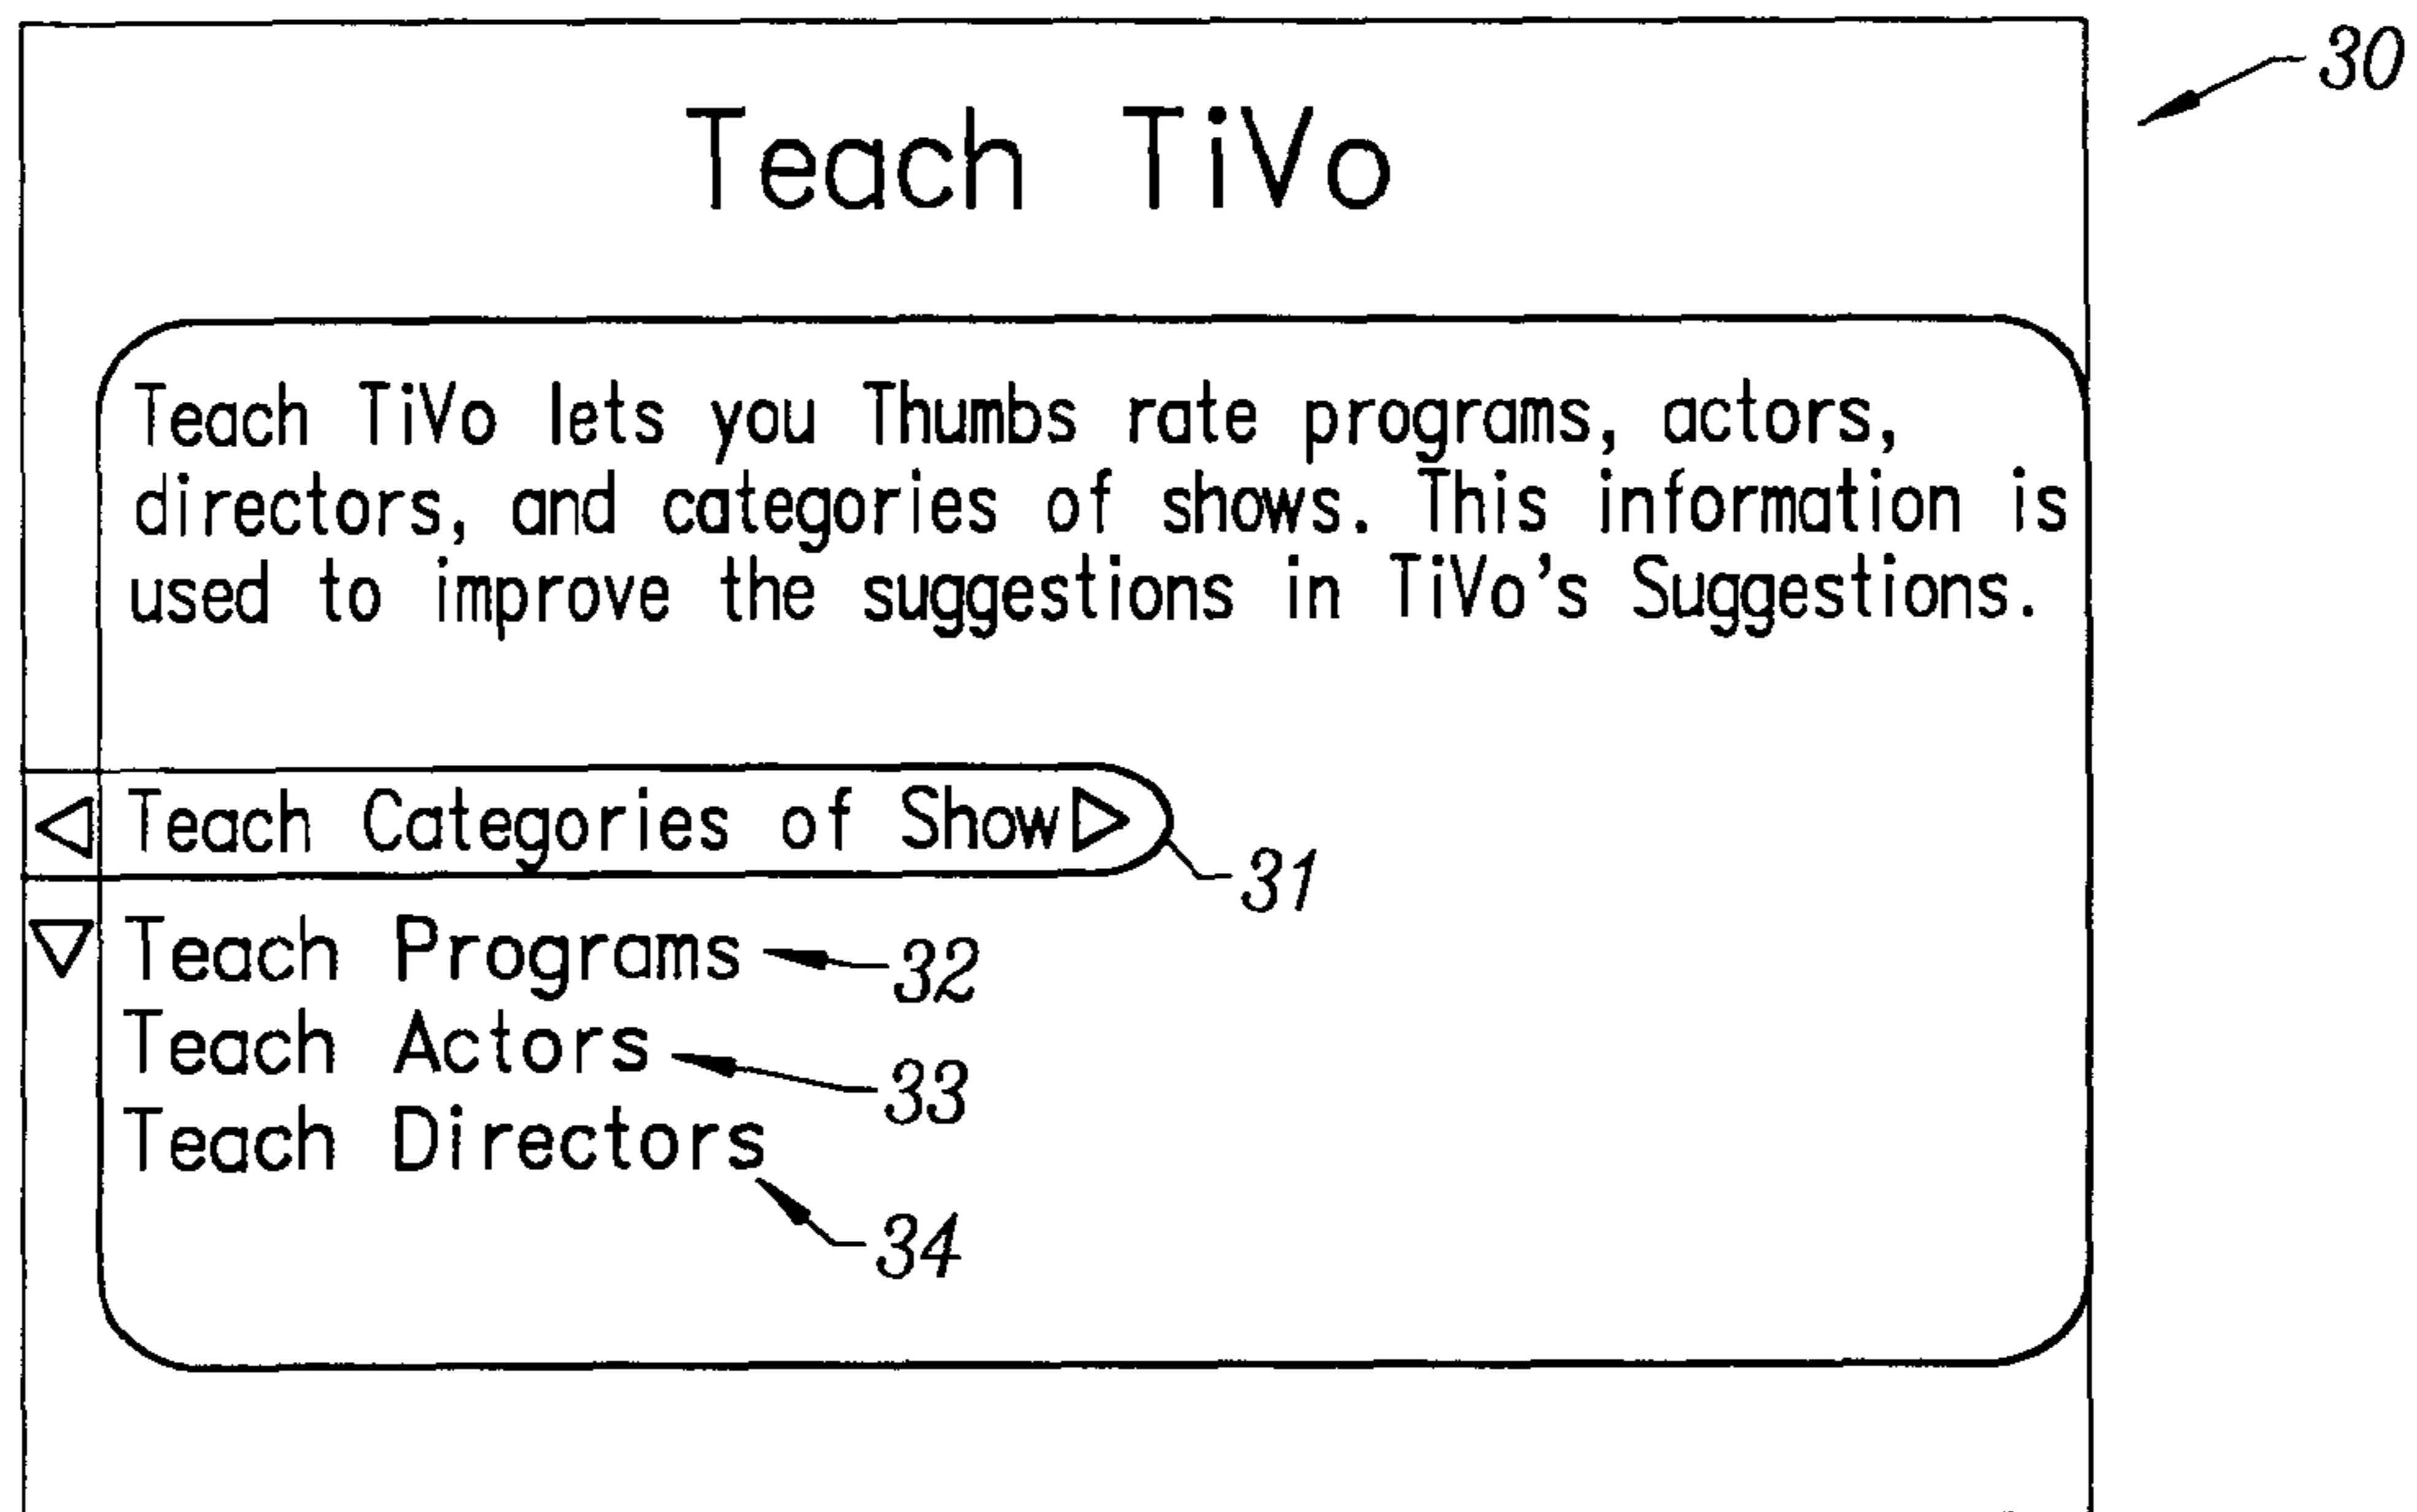 30
Teach TiVo
Teach TiVo lets you Thumbs rate programs, actors,
directors, and categories of shows. This information is
used to improve the suggestions in TiVo's Suggestions.
Teach Categories of Show
31
Teach Programs 32
Teach Actors 33
Teach Directors
34